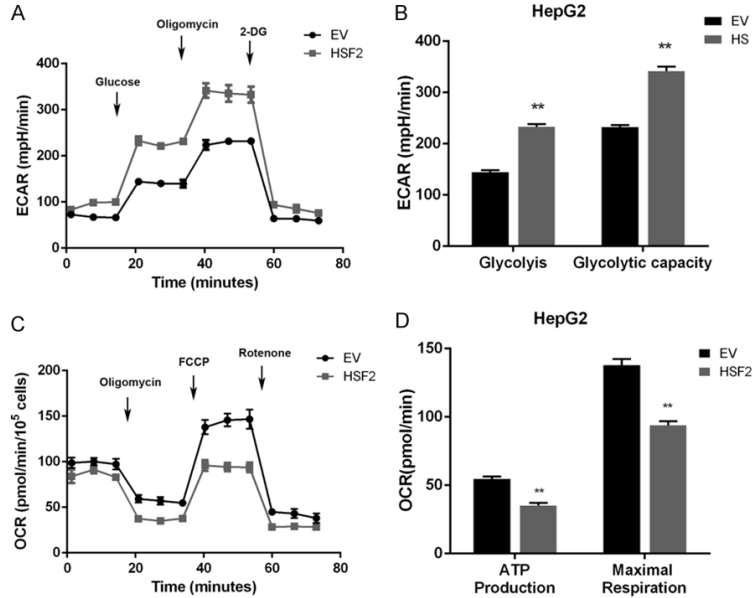 A
Oligomycin
2-DG
EV
HSF2
Glucose
400
300
200
100
0
ECAR (mpH/min)
0 20 40 60 80
Time (minutes)
B
HepG2
EV
HS
400
300
200
100
0
ECAR (mpH/min)
**
**
Glycolyis
Glycolytic capacity
C
Oligomycin
FCCP
Rotenone
EV
HSF2
200
150
100
50
0
OCR (pmol/min/10⁵ cells)
0 20 40 60 80
Time (minutes)
D
HepG2
EV
HSF2
150
100
50
0
OCR(pmol/min)
**
**
ATP
Production
Maximal
Respiration